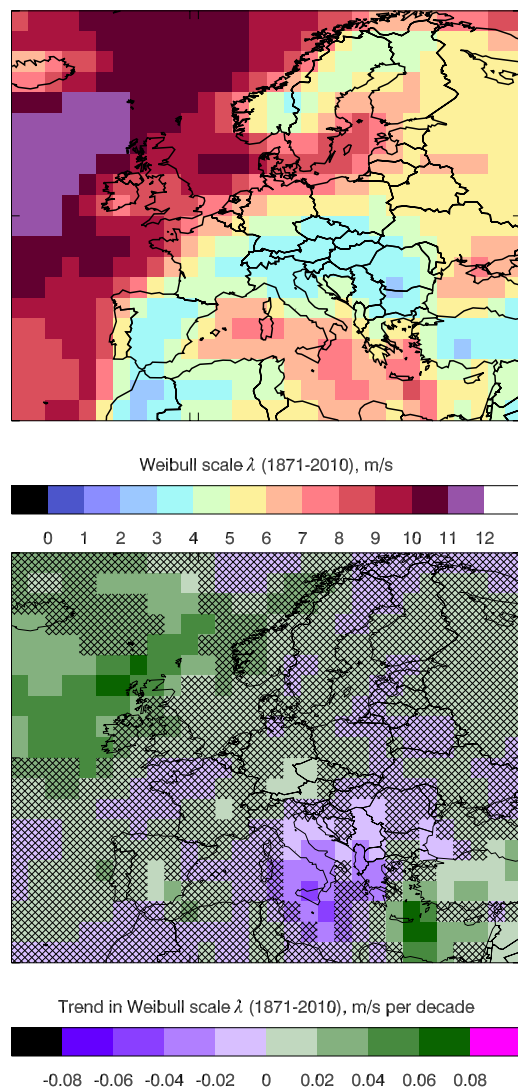 Weibull scale λ (1871-2010), m/s
0 1 2 3 4 5 6 7 8 9 10 11 12
Trend in Weibull scale λ (1871-2010), m/s per decade
-0.08 -0.06 -0.04 -0.02 0 0.02 0.04 0.06 0.08